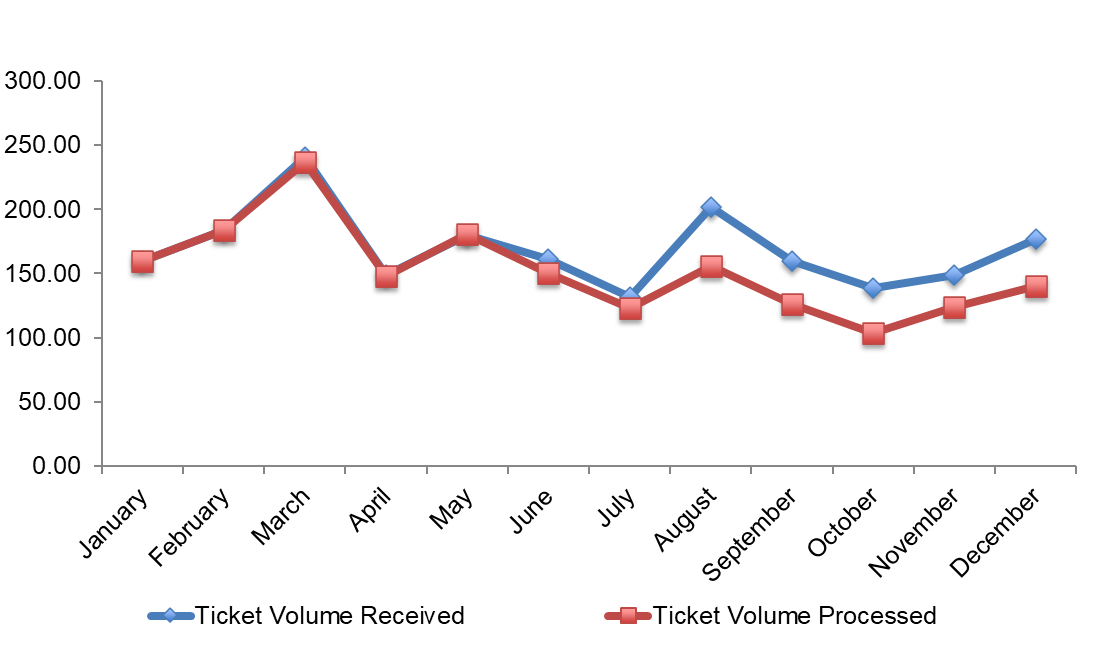 300.00
250.00
200.00
150.00
100.00
50.00
0.00
January
February
March
April
May
June
July
August
September
October
November
December
Ticket Volume Received
Ticket Volume Processed